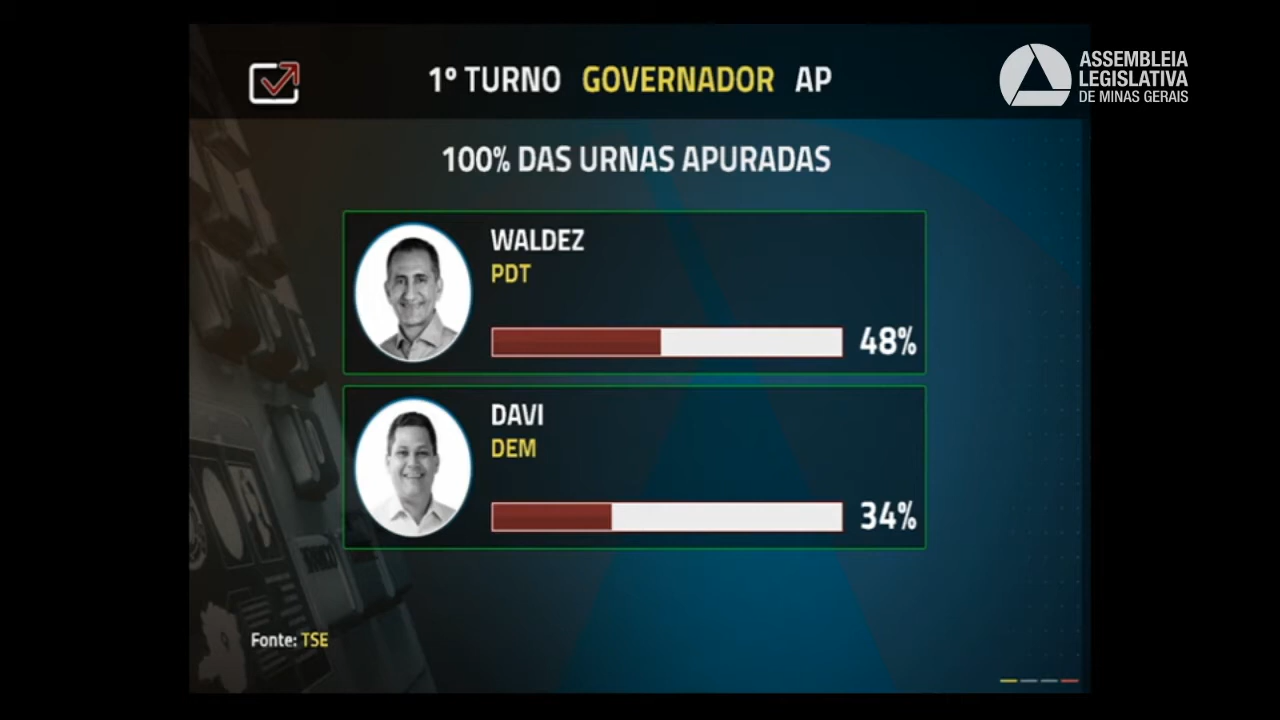 1º TURNO GOVERNADOR AP
ASSEMBLEIA
LEGISLATIVA
DE MINAS GERAIS
100% DAS URNAS APURADAS
WALDEZ
PDT
48%
DAVI
DEM
34%
Fonte: TSE